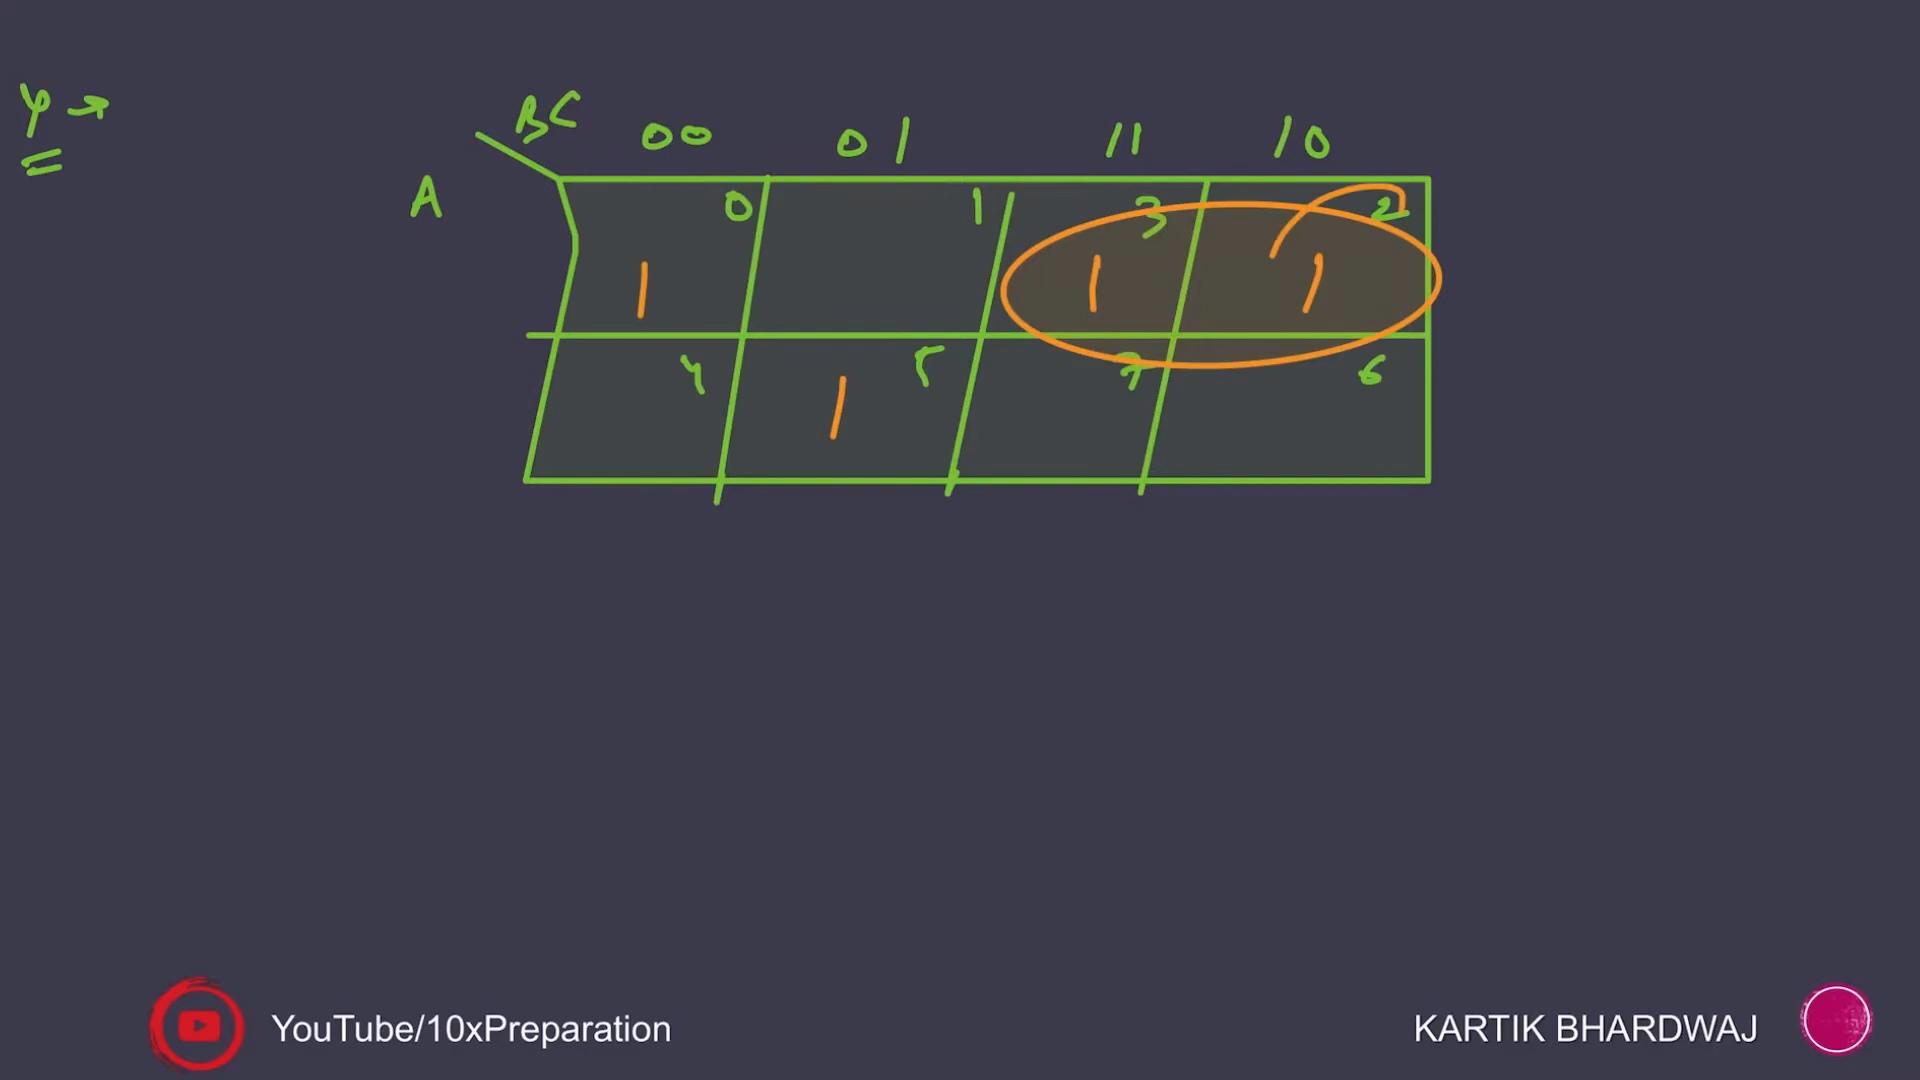 Y →
BC 00 01 11 10
A 0 1 3 2
1 1 1
4 5 7 6
1
YouTube/10xPreparation
KARTIK BHARDWAJ